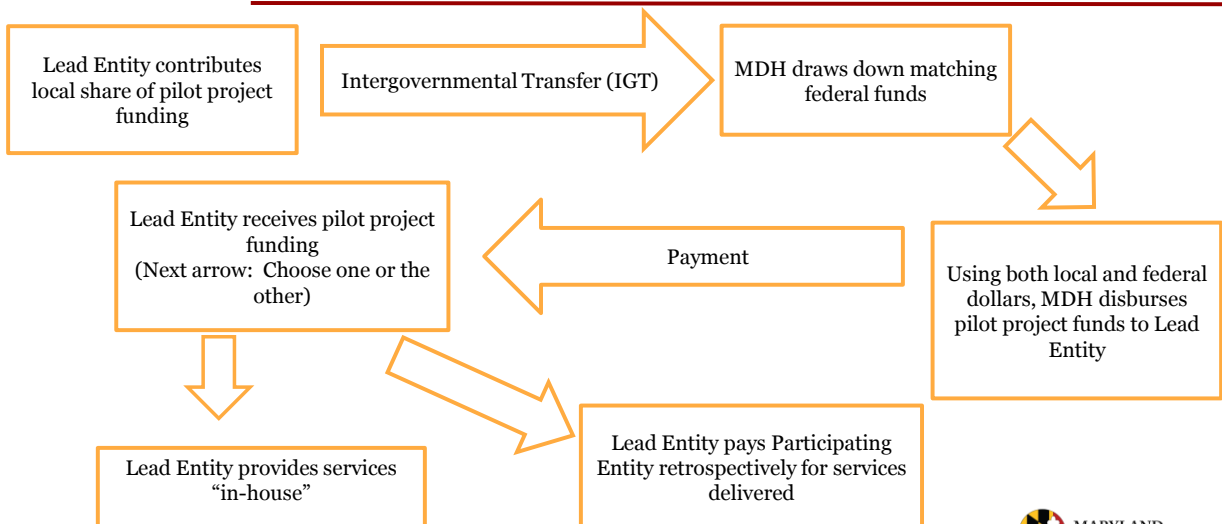 Lead Entity contributes
local share of pilot project
funding
Intergovernmental Transfer (IGT)
MDH draws down matching
federal funds
Lead Entity receives pilot project
funding
(Next arrow:  Choose one or the
other)
Payment
Using both local and federal
dollars, MDH disburses
pilot project funds to Lead
Entity
Lead Entity provides services
“in-house”
Lead Entity pays Participating
Entity retrospectively for services
delivered
MARYLAND